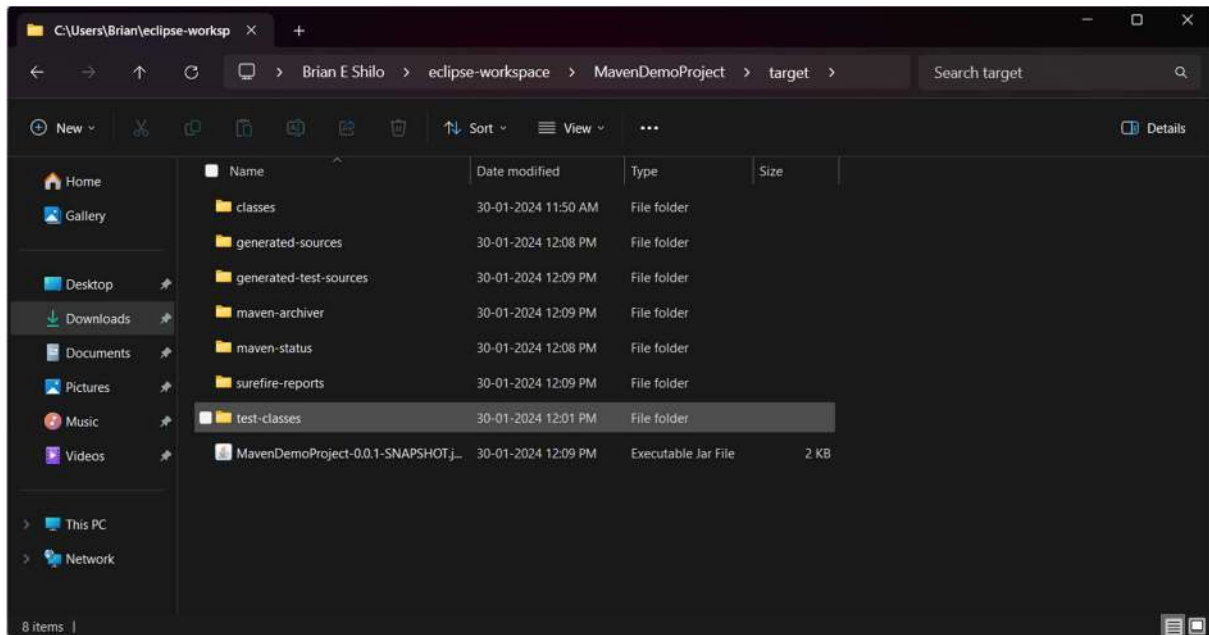 C:\Users\Brian\eclipse-worksp
Brian E Shilo > eclipse-workspace > MavenDemoProject > target >
Search target
New
Sort
View
Details
Name Date modified Type Size
Home
Gallery
Desktop
Downloads
Documents
Pictures
Music
Videos
This PC
Network
classes 30-01-2024 11:50 AM File folder
generated-sources 30-01-2024 12:08 PM File folder
generated-test-sources 30-01-2024 12:09 PM File folder
maven-archiver 30-01-2024 12:09 PM File folder
maven-status 30-01-2024 12:08 PM File folder
surefire-reports 30-01-2024 12:09 PM File folder
test-classes 30-01-2024 12:01 PM File folder
MavenDemoProject-0.0.1-SNAPSHOT.j... 30-01-2024 12:09 PM Executable Jar File 2 KB
8 items